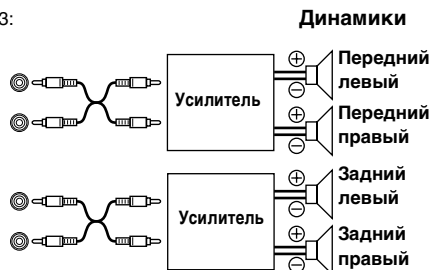 3:
Динамики
Передний
левый
Усилитель
Передний
правый
Задний
левый
Усилитель
Задний
правый